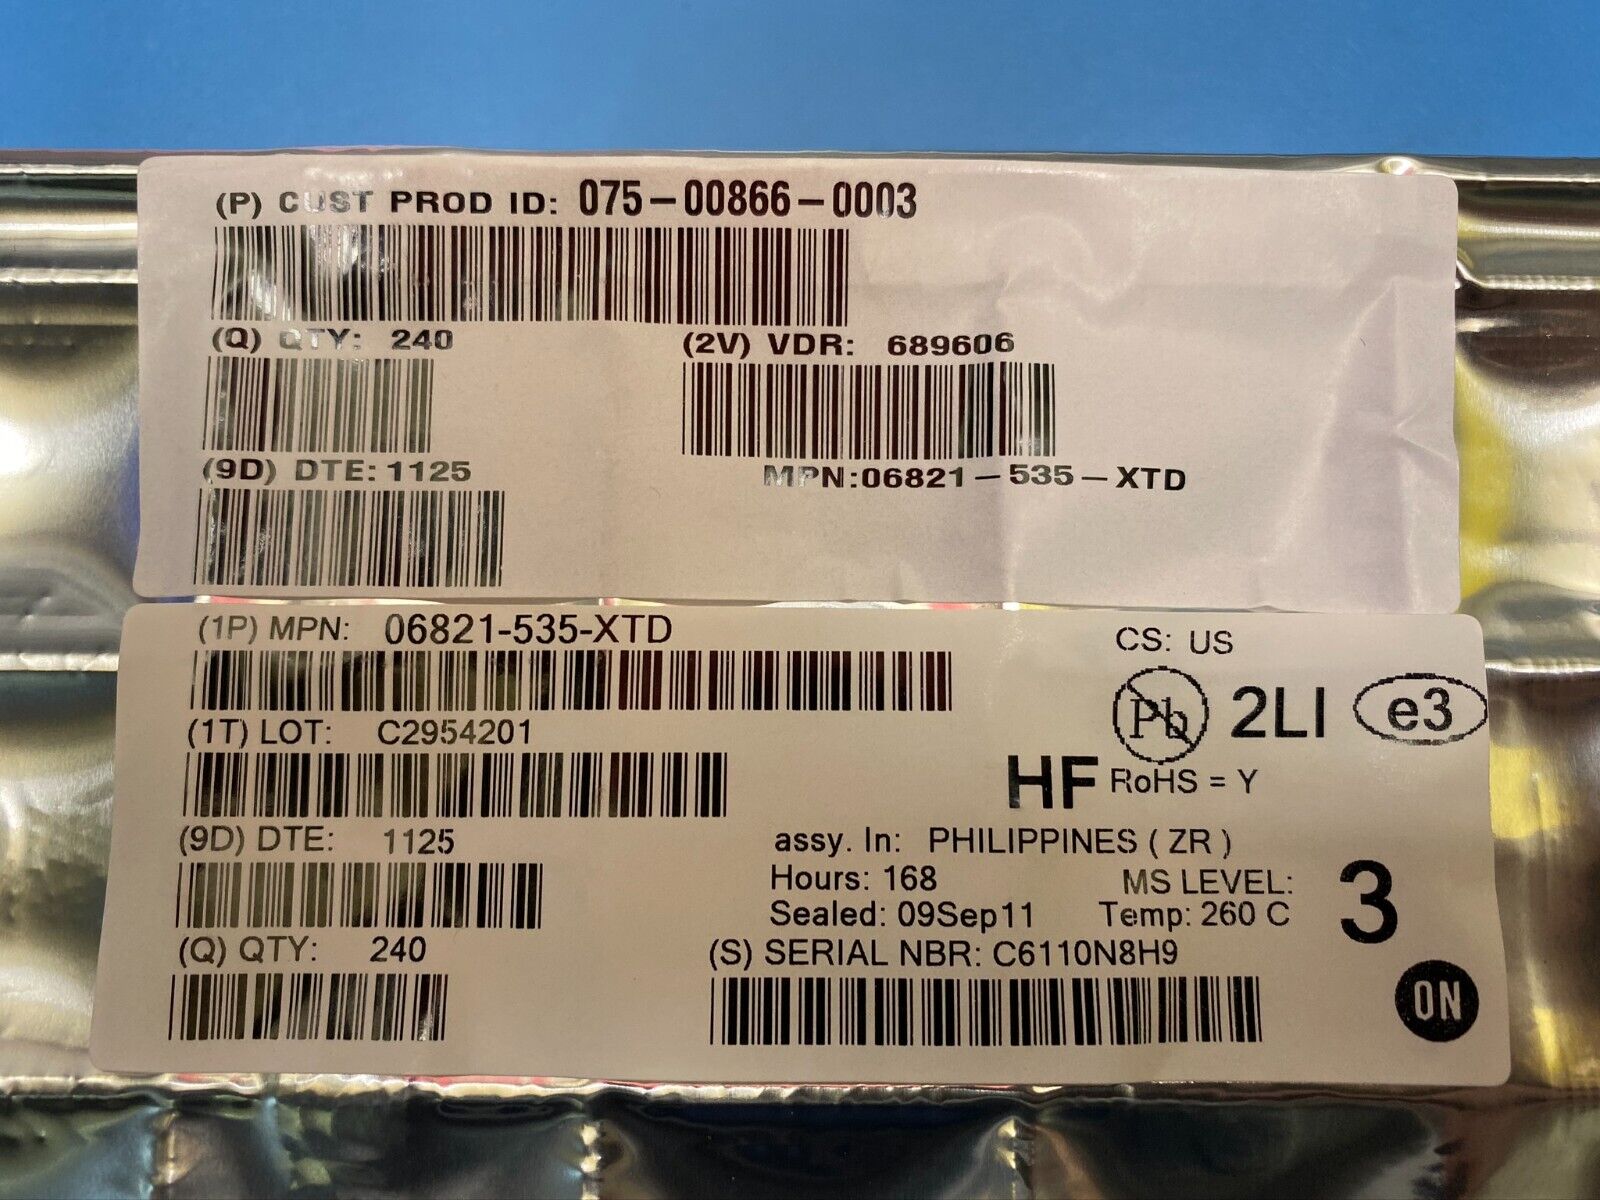 (P) CUST PROD ID: 075-00866-0003
(Q) QTY: 240
(2V) VDR: 689606
(9D) DTE: 1125
MPN:06821-535-XTD
(1P) MPN: 06821-535-XTD
CS: US
Pb 2LI e3
(1T) LOT: C2954201
HF RoHS = Y
(9D) DTE: 1125
assy. In: PHILIPPINES ( ZR )
Hours: 168
MS LEVEL: 3
Sealed: 09Sep11
Temp: 260 C
(Q) QTY: 240
(S) SERIAL NBR: C6110N8H9
ON